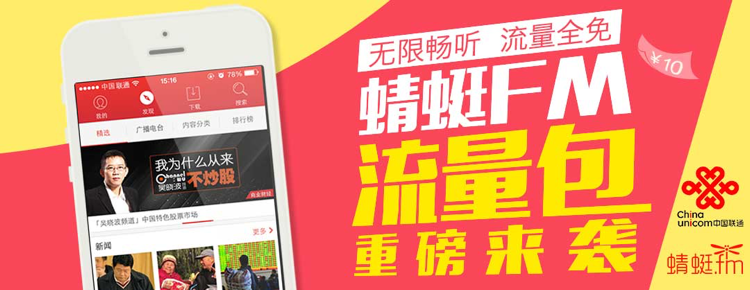 中国联通 15:16 78%
我的 发现 下载 搜索
精选 广播电台 内容分类 排行榜
我为什么从来
Channel
吴晓波 不炒股
「吴晓波频道」中国特色股票市场
新闻 更多 >
无限畅听 流量全免
蜻蜓FM
流量包
重磅来袭
¥10
China
unicom中国联通
蜻蜓.fm